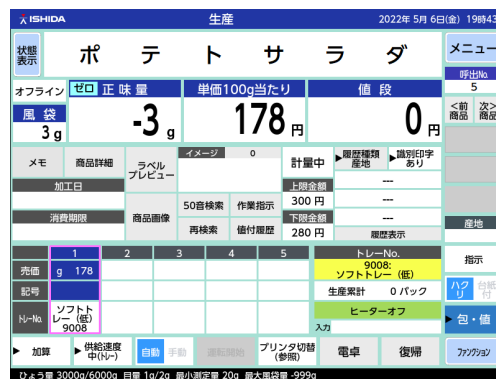 ISHIDA 生産 2022年 5月 6日(金) 19時43
状態表示 ポテトサラダ メニュー
呼出No.
5
オフライン ゼロ 正味量 単価100g当たり 値段
<前商品 次>商品
風袋
3 g -3 g 178 円 0 円
メモ 商品詳細 ラベルプレビュー イメージ 0 計量中 ▶履歴種類 産地 ▶識別印字 あり
加工日 上限金額 ---
50音検索 作業指示 300 円 ---
消費期限 商品画像 下限金額 --- 産地
再検索 値付履歴 280 円 履歴表示
1 2 3 4 5 トレーNo. 指示
売価 g 178 9008:
ソフトトレー (低)
記号 生産累計 0 パック ハクリ 台紙付
トレーNo. ソフトトレー (低) 9008 ヒーターオフ ▶包・値
入力
▶ 加算 ▶供給速度 中(トレー) 自動 手動 運転開始 プリンタ切替 (参照) 電卓 復帰 ファンクション
ひょう量 3000g/6000g 目量 1g/2g 最小測定量 20g 最大風袋量 -999g